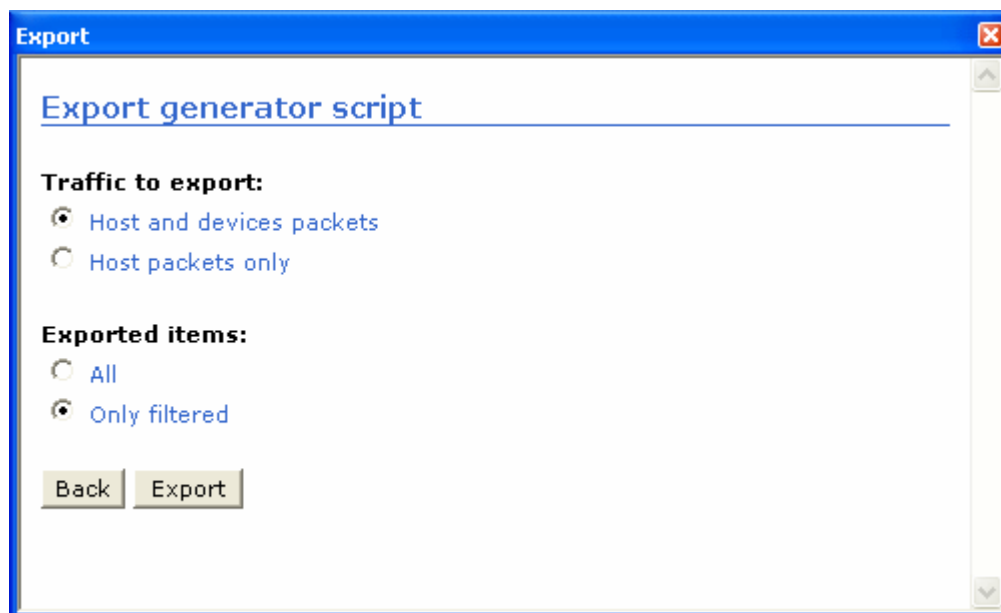 Export
Export generator script
Traffic to export:
Host and devices packets
Host packets only
Exported items:
All
Only filtered
Back Export